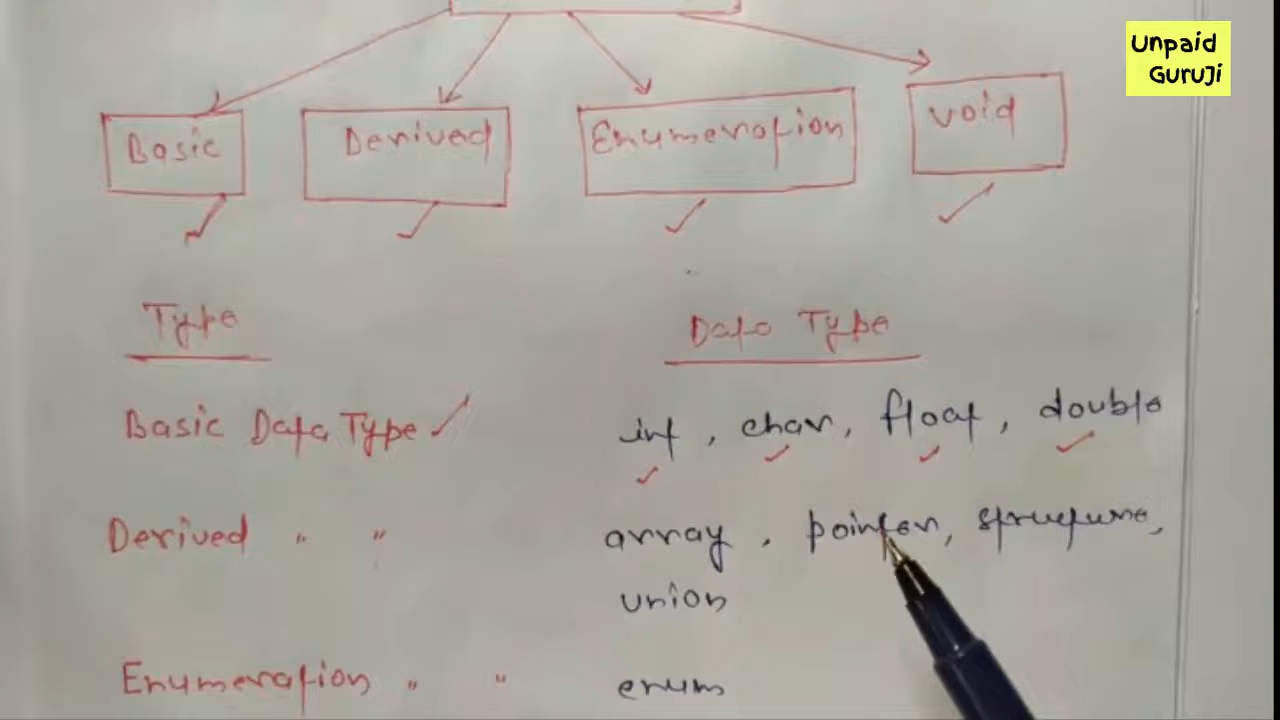 Unpaid
Guruji
Basic Derived Enumeration void
Type Data Type
Basic Data Type int, char, float, double
Derived " " array, pointer, structure,
union
Enumeration " " enum